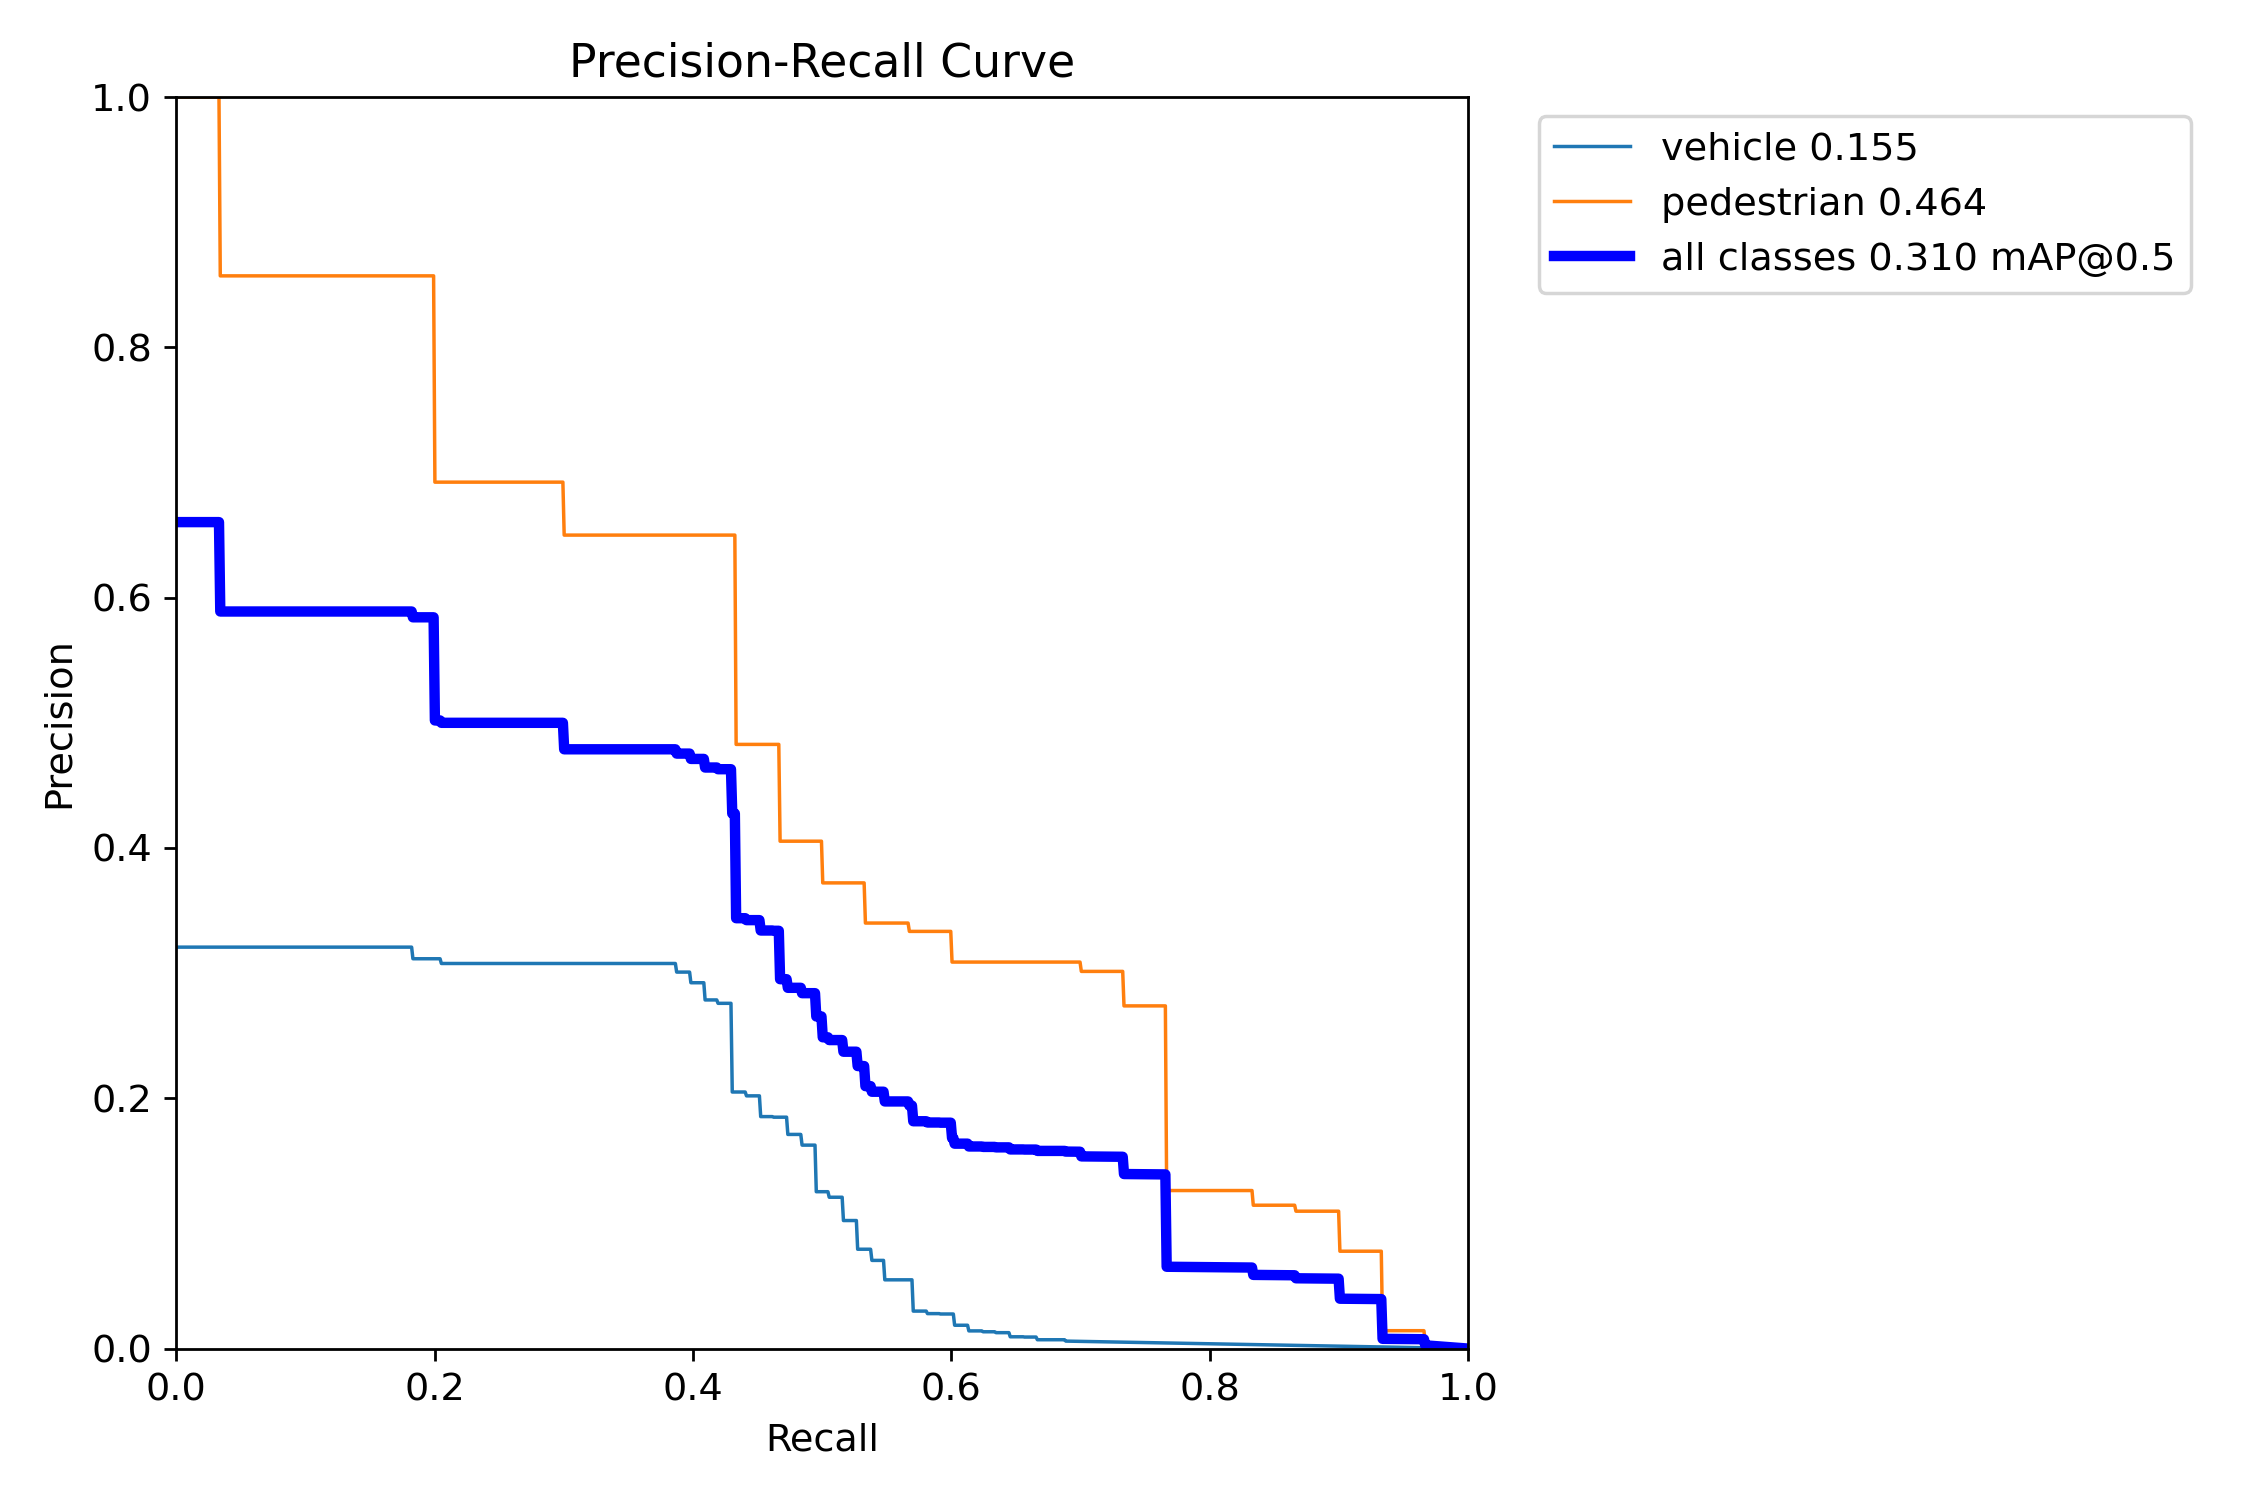 Precision-Recall Curve
1.0
0.8
0.6
0.4
0.2
0.0
Precision
0.0 0.2 0.4 0.6 0.8 1.0
Recall
vehicle 0.155
pedestrian 0.464
all classes 0.310 mAP@0.5